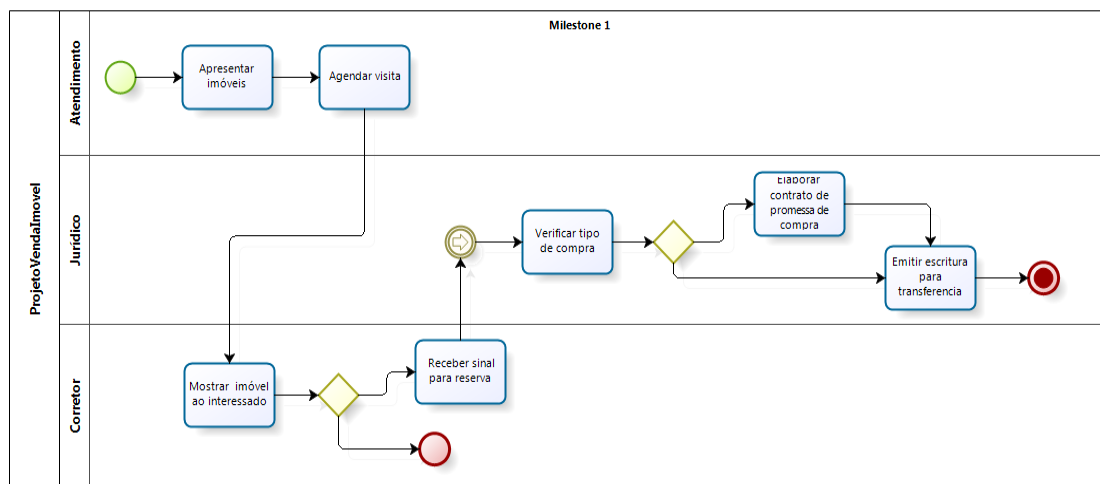 Milestone 1
ProjetoVendaImovel
Atendimento
Apresentar
imóveis
Agendar visita
Jurídico
Verificar tipo
de compra
Elaborar
contrato de
promessa de
compra
Emitir escritura
para
transferencia
Corretor
Mostrar imóvel
ao interessado
Receber sinal
para reserva